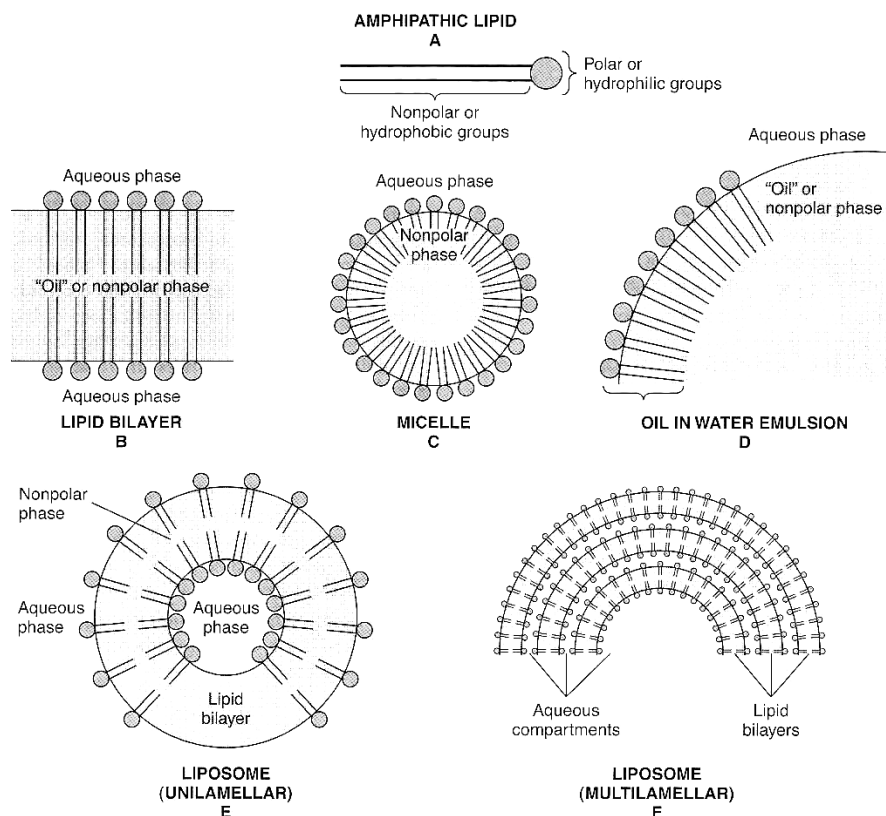 AMPHIPATHIC LIPID
A
Polar or
hydrophilic groups
Nonpolar or
hydrophobic groups
Aqueous phase
"Oil" or nonpolar phase
Aqueous phase
LIPID BILAYER
B
Aqueous phase
Nonpolar
phase
MICELLE
C
Aqueous phase
"Oil" or
nonpolar phase
OIL IN WATER EMULSION
D
Nonpolar
phase
Aqueous
phase
Aqueous
phase
Lipid
bilayer
LIPOSOME
(UNILAMELLAR)
E
Aqueous
compartments
Lipid
bilayers
LIPOSOME
(MULTILAMELLAR)
F